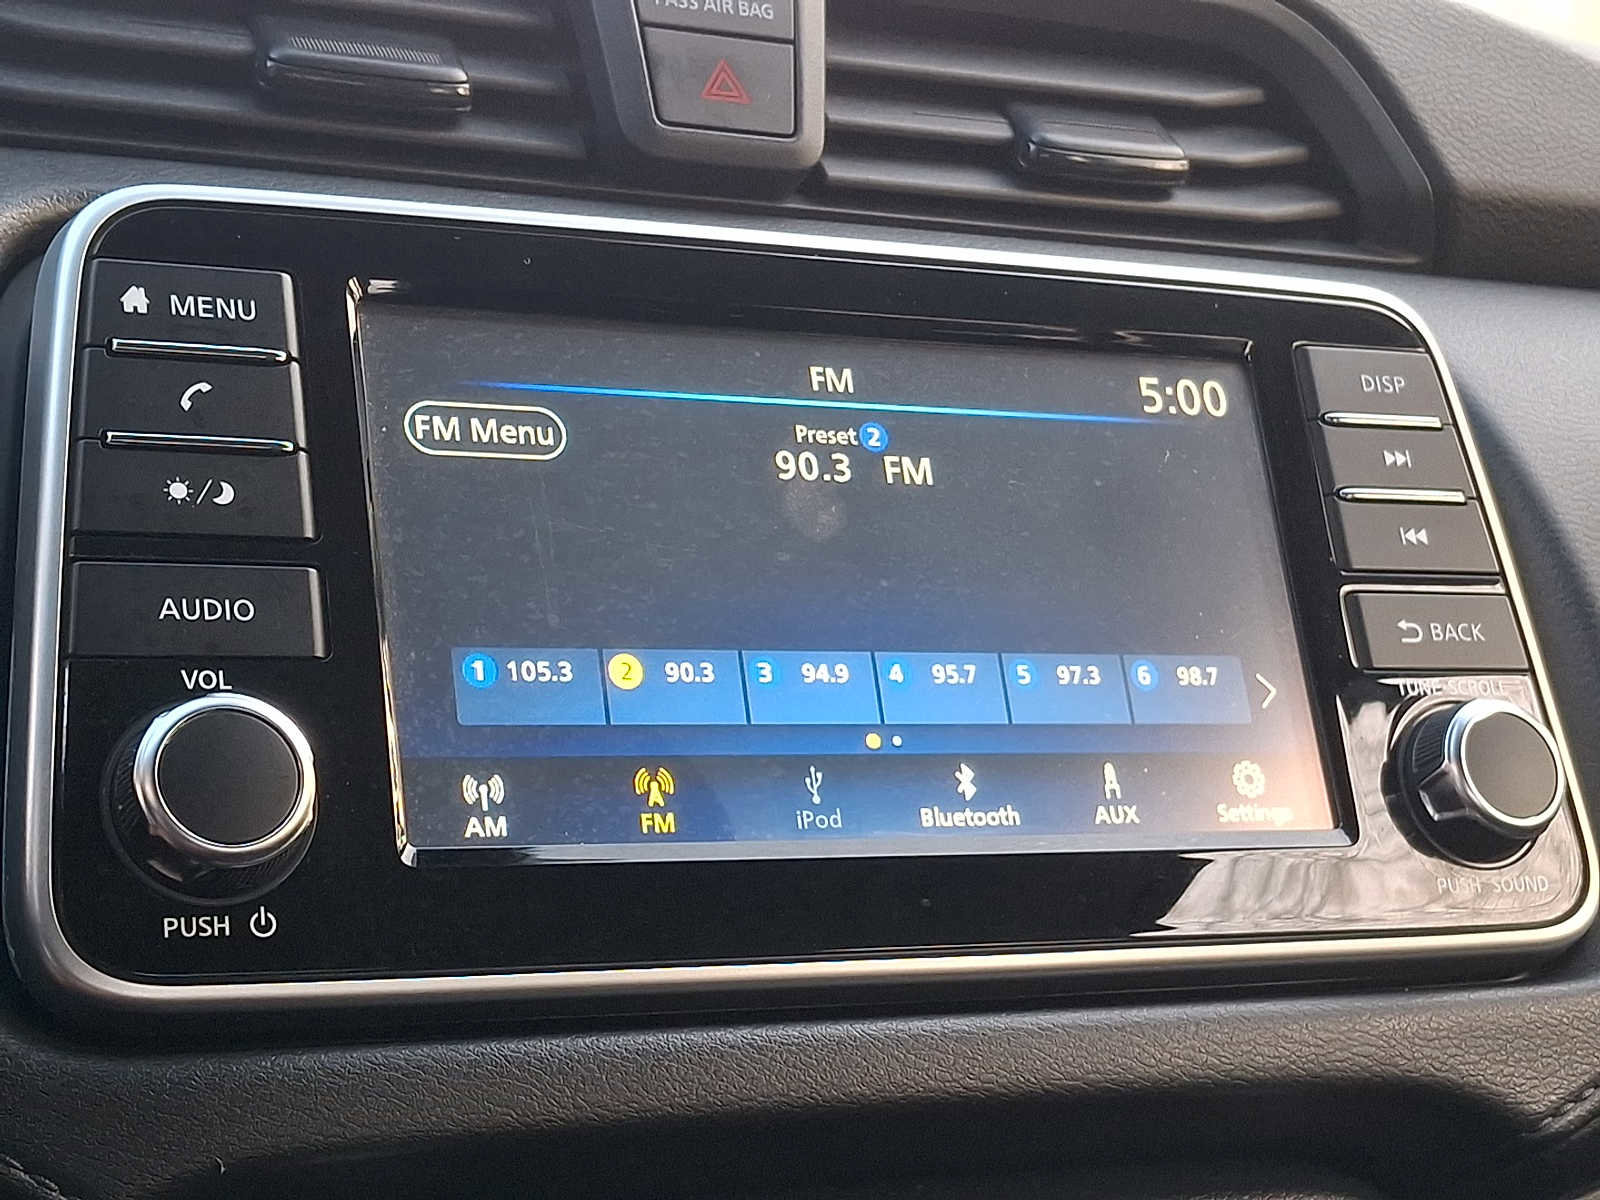 PASS AIR BAG
MENU
AUDIO
VOL
PUSH
FM
5:00
FM Menu
Preset 2
90.3 FM
1 105.3 2 90.3 3 94.9 4 95.7 5 97.3 6 98.7
AM FM iPod Bluetooth AUX Settings
DISP
BACK
TUNE·SCROLL
PUSH SOUND